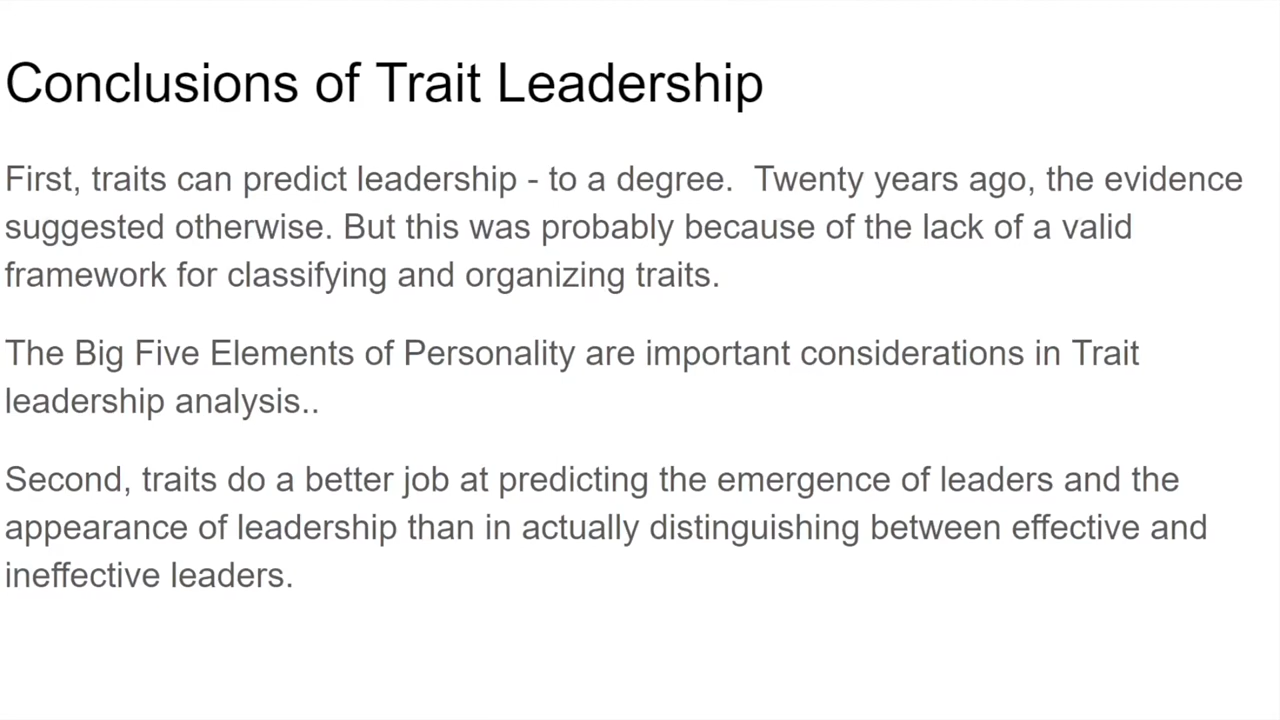 Conclusions of Trait Leadership
First, traits can predict leadership - to a degree.  Twenty years ago, the evidence
suggested otherwise. But this was probably because of the lack of a valid
framework for classifying and organizing traits.
The Big Five Elements of Personality are important considerations in Trait
leadership analysis..
Second, traits do a better job at predicting the emergence of leaders and the
appearance of leadership than in actually distinguishing between effective and
ineffective leaders.